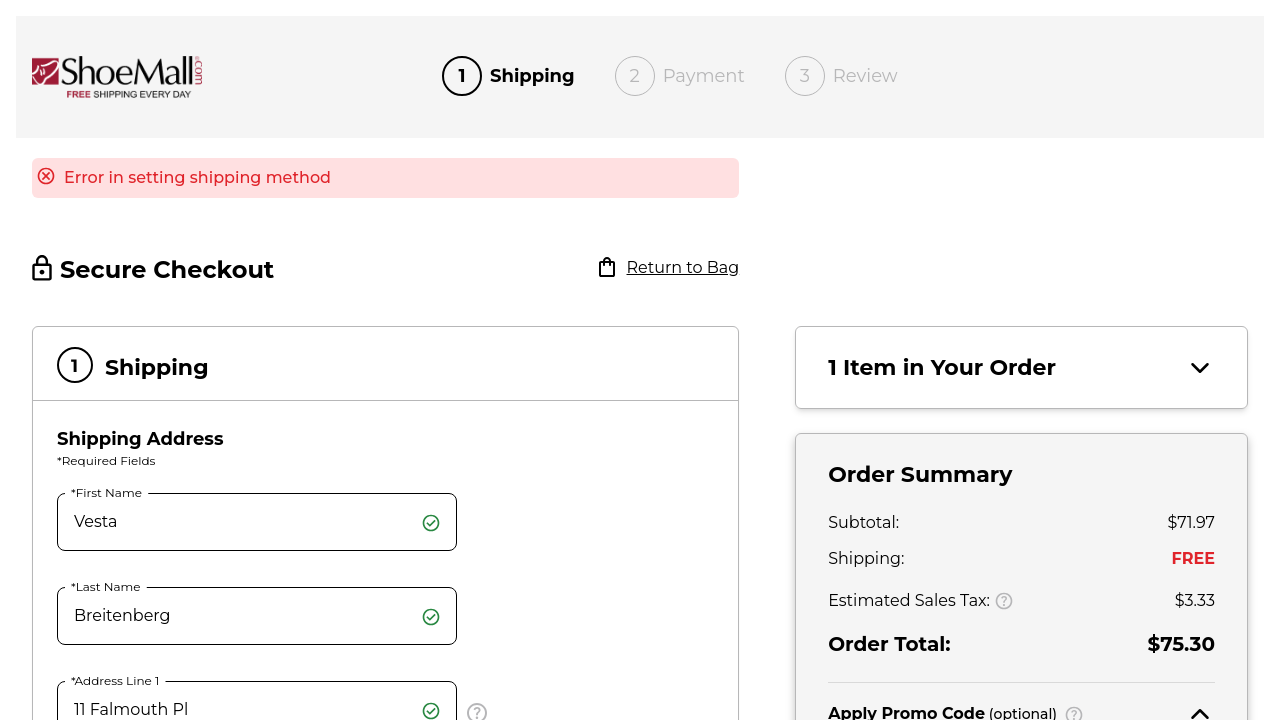 ShoeMall.com
FREE SHIPPING EVERY DAY
1 Shipping
2 Payment
3 Review
Error in setting shipping method
Secure Checkout
Return to Bag
1 Shipping
Shipping Address
*Required Fields
*First Name
Vesta
*Last Name
Breitenberg
*Address Line 1
11 Falmouth Pl
?
1 Item in Your Order
Order Summary
Subtotal: $71.97
Shipping: FREE
Estimated Sales Tax: ? $3.33
Order Total: $75.30
Apply Promo Code (optional) ?